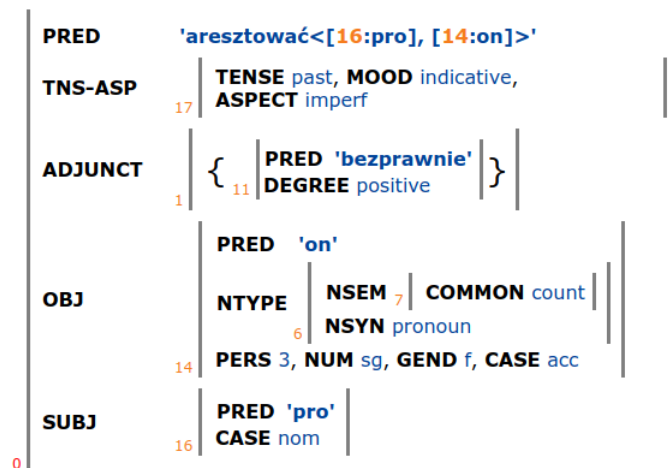 PRED 'aresztować<[16:pro], [14:on]>'
TENSE past, MOOD indicative,
TNS-ASP
17 ASPECT imperf
PRED 'bezprawnie'
ADJUNCT { }
11 DEGREE positive
1
PRED 'on'
NSEM 7 COMMON count
OBJ NTYPE
6 NSYN pronoun
14 PERS 3, NUM sg, GEND f, CASE acc
PRED 'pro'
SUBJ
16 CASE nom
0